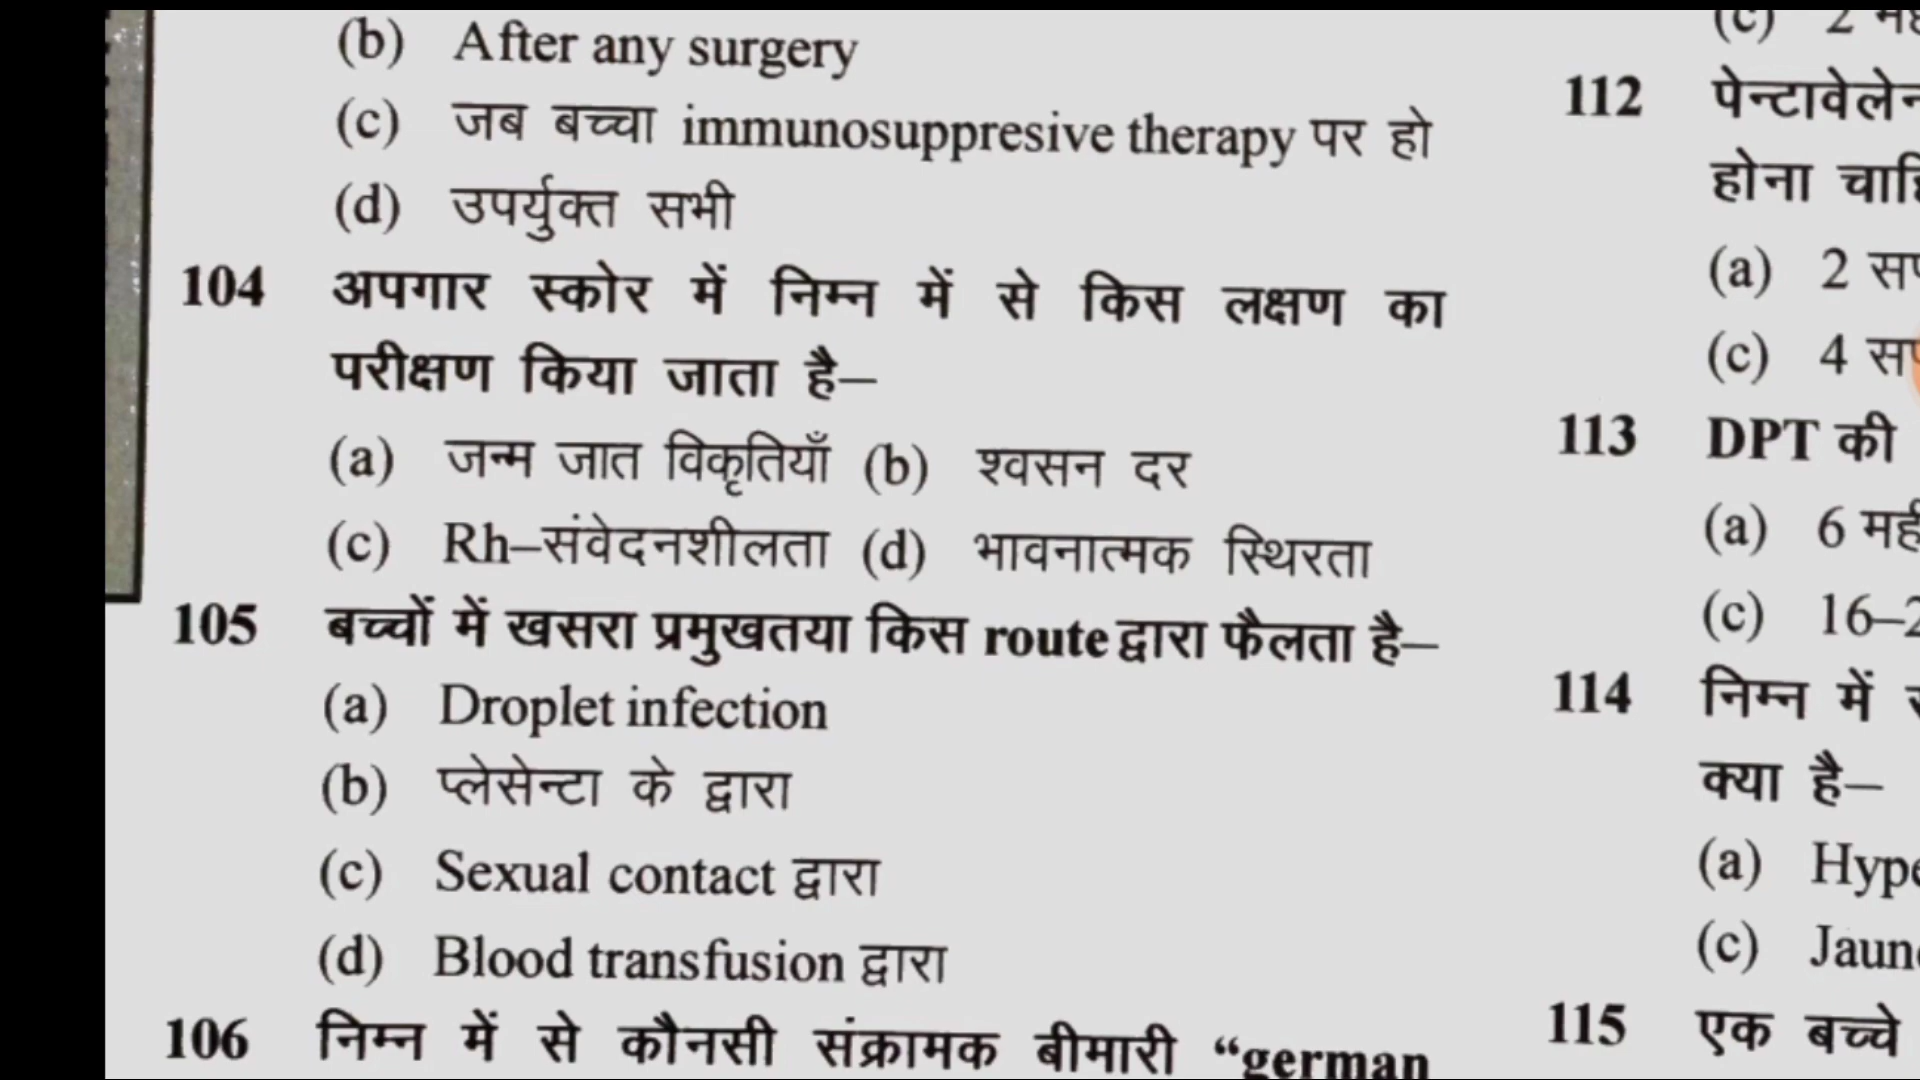 (b) After any surgery
(c) जब बच्चा immunosuppresive therapy पर हो
(d) उपर्युक्त सभी
104 अपगार स्कोर में निम्न में से किस लक्षण का
परीक्षण किया जाता है–
(a) जन्म जात विकृतियाँ (b) श्वसन दर
(c) Rh–संवेदनशीलता (d) भावनात्मक स्थिरता
105 बच्चों में खसरा प्रमुखतया किस route द्वारा फैलता है–
(a) Droplet infection
(b) प्लेसेन्टा के द्वारा
(c) Sexual contact द्वारा
(d) Blood transfusion द्वारा
106 निम्न में से कौनसी संक्रामक बीमारी “german
(c) 2
112
होना
(a) 2
(c) 4
113 DPT की
(a) 6
(c) 16–2
114 निम्न में
क्या है–
(a)
(c)
115 एक बच्चे